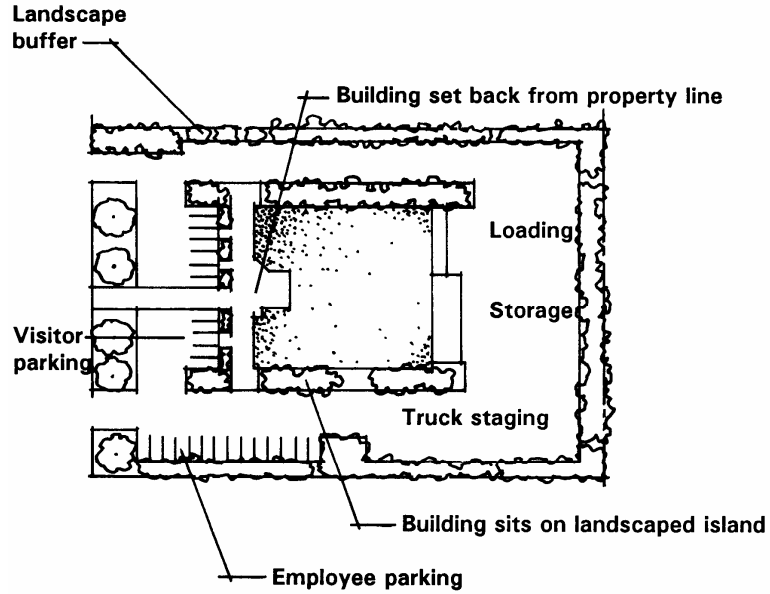 Landscape
buffer
Building set back from property line
Loading
Storage
Visitor
parking
Truck staging
Building sits on landscaped island
Employee parking